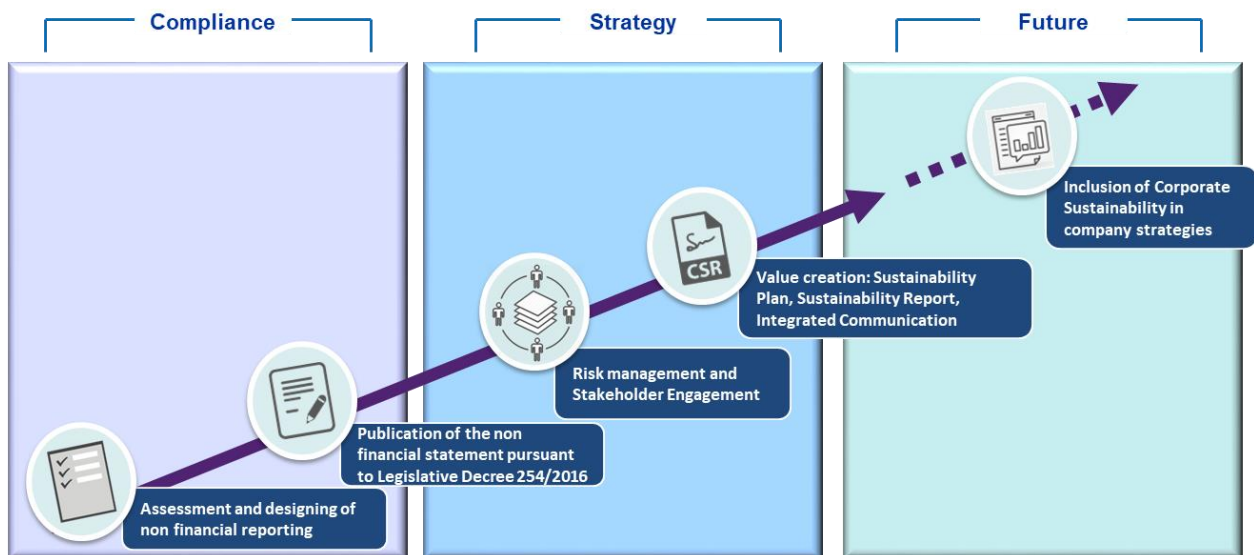 Compliance
Strategy
Future
Assessment and designing of
non financial reporting
Publication of the non
financial statement pursuant
to Legislative Decree 254/2016
Risk management and
Stakeholder Engagement
CSR
Value creation: Sustainability
Plan, Sustainability Report,
Integrated Communication
Inclusion of Corporate
Sustainability in
company strategies